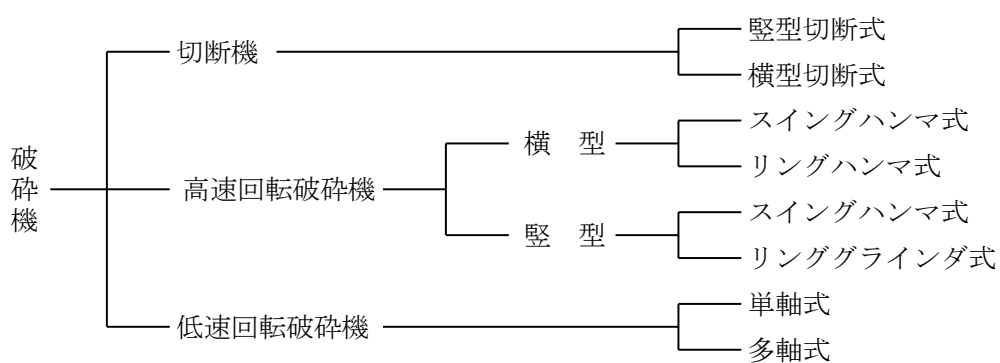 破砕機
切断機
竪型切断式
横型切断式
高速回転破砕機
横　型
スイングハンマ式
リングハンマ式
竪　型
スイングハンマ式
リンググラインダ式
低速回転破砕機
単軸式
多軸式